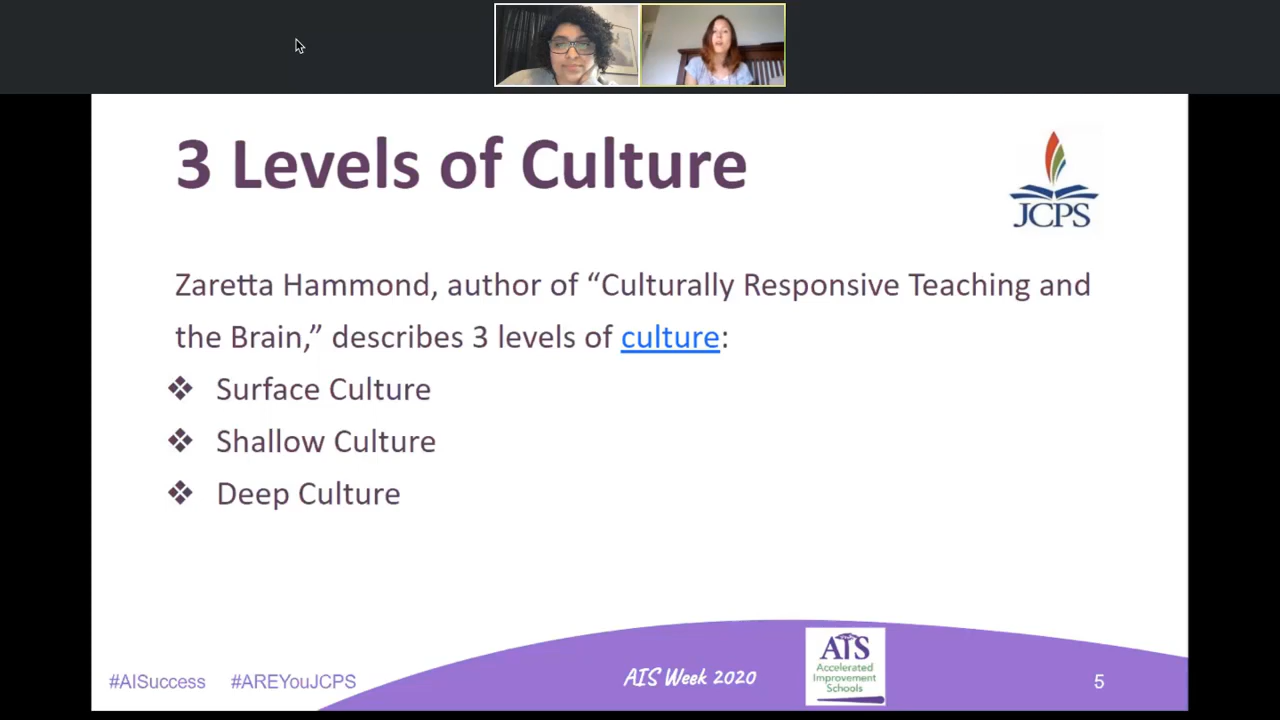 3 Levels of Culture
JCPS
Zaretta Hammond, author of “Culturally Responsive Teaching and
the Brain,” describes 3 levels of culture:
❖ Surface Culture
❖ Shallow Culture
❖ Deep Culture
#AISuccess #AREYouJCPS
AIS Week 2020
AIS
Accelerated
Improvement
Schools
5